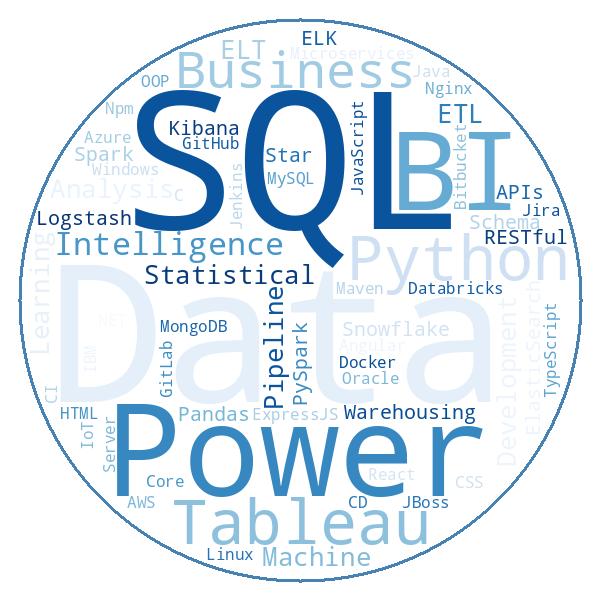 ELK
ELT
Microservices
Business
Java
OOP
Nginx
SQL
Npm
ETL
JavaScript
Kibana
GitHub
Azure
Spark
Star
BI
Bitbucket
Windows
MySQL
Analysis
C
Jenkins
APIs
Jira
Logstash
Schema
RESTful
Intelligence
Python
Learning
Statistical
Data
Maven
Databricks
Pipeline
PySpark
NET
MongoDB
Snowflake
Development
ElasticSearch
TypeScript
IBM
GitLab
Angular
Docker
Oracle
CI
HTML
IoT
Server
Pandas
ExpressJS
Warehousing
Power
Core
React
CSS
AWS
CD
JBoss
Tableau
Linux
Machine